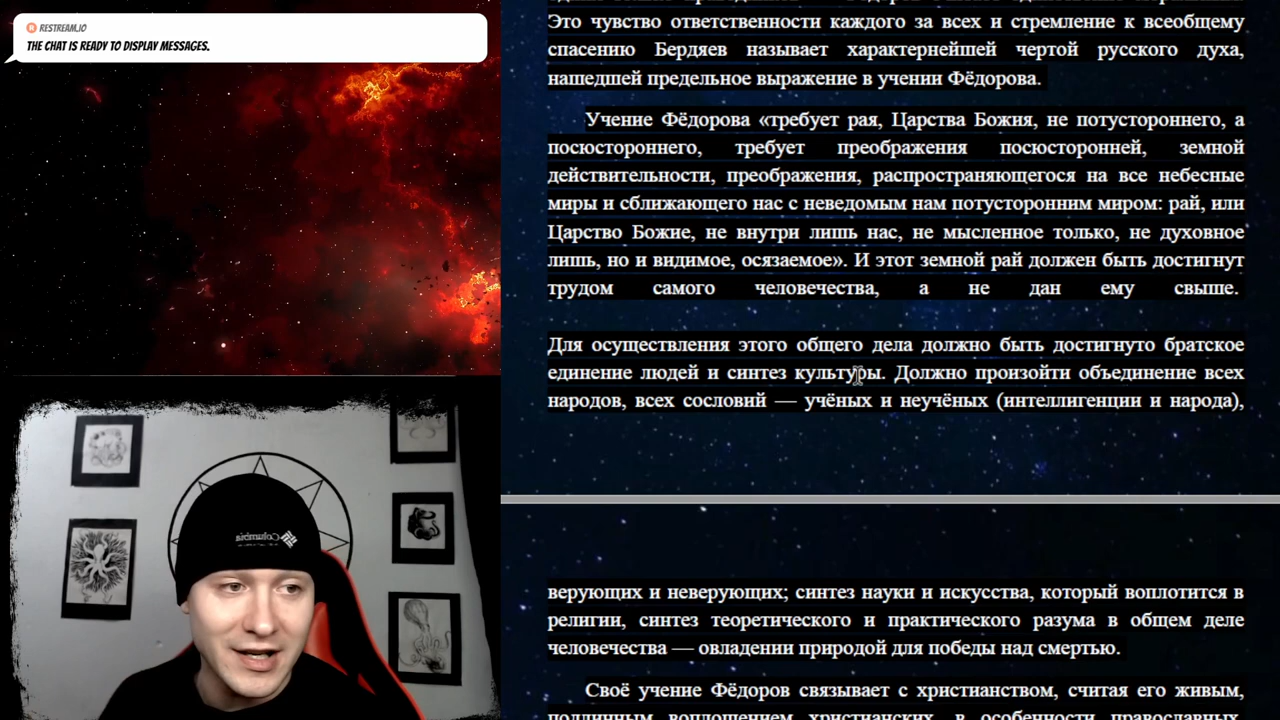 RESTREAM.IO
THE CHAT IS READY TO DISPLAY MESSAGES.
Это чувство ответственности каждого за всех и стремление к всеобщему
спасению Бердяев называет характернейшей чертой русского духа,
нашедшей предельное выражение в учении Фёдорова.
Учение Фёдорова «требует рая, Царства Божия, не потустороннего, а
посюстороннего, требует преображения посюсторонней, земной
действительности, преображения, распространяющегося на все небесные
миры и сближающего нас с неведомым нам потусторонним миром: рай, или
Царство Божие, не внутри лишь нас, не мысленное только, не духовное
лишь, но и видимое, осязаемое». И этот земной рай должен быть достигнут
трудом самого человечества, а не дан ему свыше.
Для осуществления этого общего дела должно быть достигнуто братское
единение людей и синтез культуры. Должно произойти объединение всех
народов, всех сословий — учёных и неучёных (интеллигенции и народа),
верующих и неверующих; синтез науки и искусства, который воплотится в
религии, синтез теоретического и практического разума в общем деле
человечества — овладении природой для победы над смертью.
Своё учение Фёдоров связывает с христианством, считая его живым,
подлинным воплощением христианских, в особенности православных,
Columbia